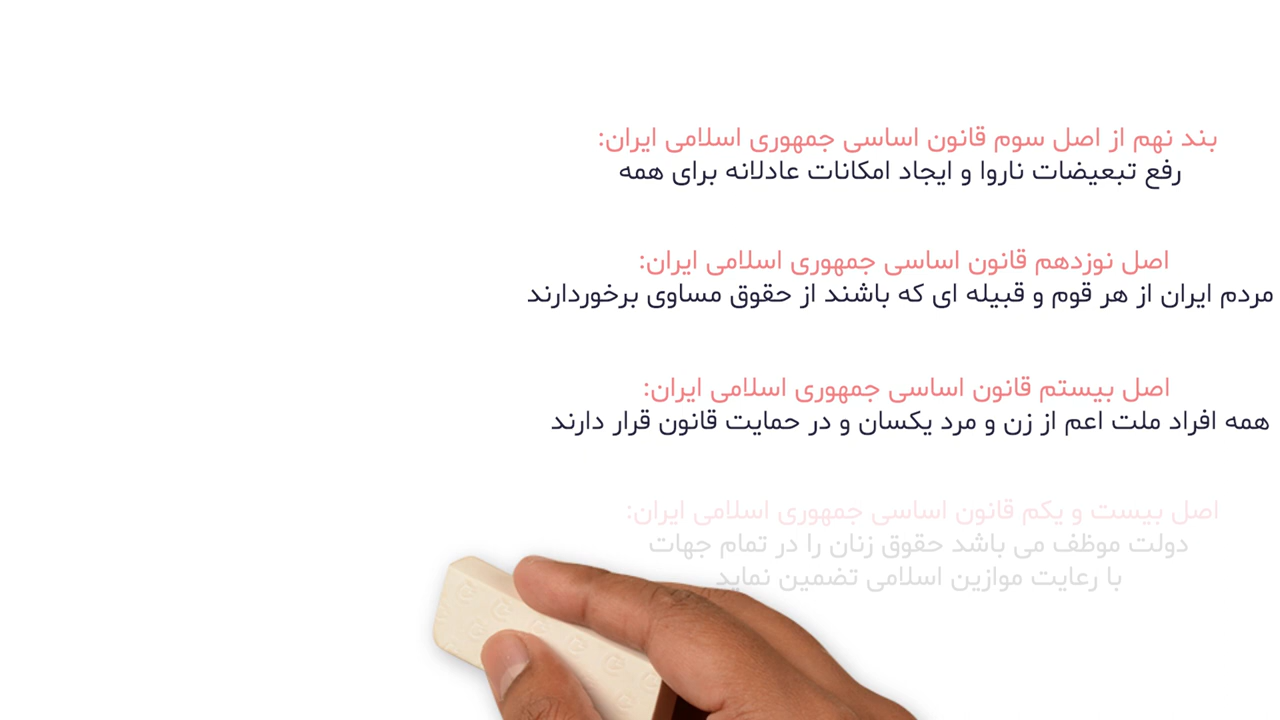 بند نهم از اصل سوم قانون اساسی جمهوری اسلامی ایران:
رفع تبعیضات ناروا و ایجاد امکانات عادلانه برای همه
اصل نوزدهم قانون اساسی جمهوری اسلامی ایران:
مردم ایران از هر قوم و قبیله ای که باشند از حقوق مساوی برخوردارند
اصل بیستم قانون اساسی جمهوری اسلامی ایران:
همه افراد ملت اعم از زن و مرد یکسان و در حمایت قانون قرار دارند
اصل بیست و یکم قانون اساسی جمهوری اسلامی ایران:
دولت موظف می باشد حقوق زنان را در تمام جهات
با رعایت موازین اسلامی تضمین نماید